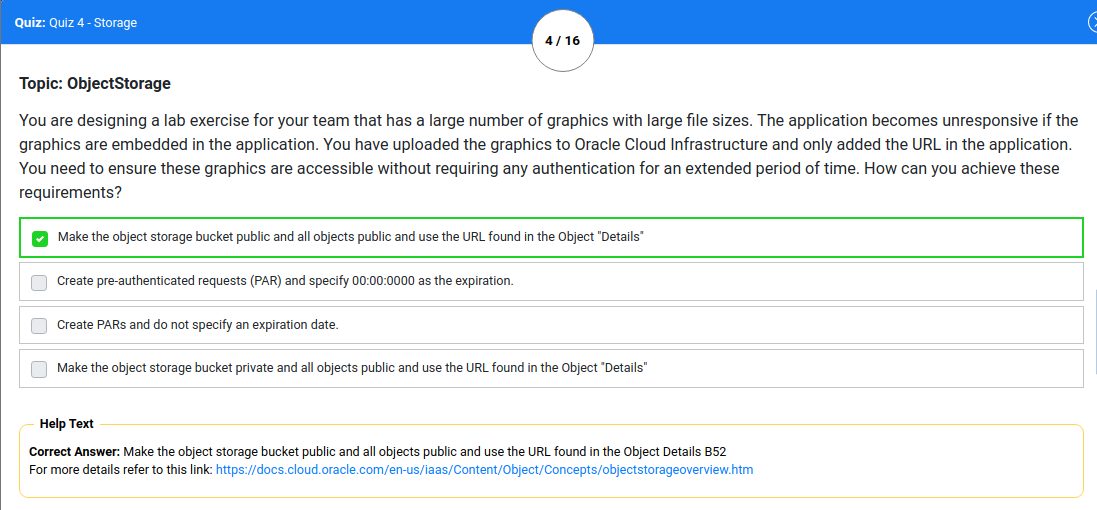 Quiz: Quiz 4 - Storage
4 / 16
Topic: ObjectStorage
You are designing a lab exercise for your team that has a large number of graphics with large file sizes. The application becomes unresponsive if the
graphics are embedded in the application. You have uploaded the graphics to Oracle Cloud Infrastructure and only added the URL in the application.
You need to ensure these graphics are accessible without requiring any authentication for an extended period of time. How can you achieve these
requirements?
Make the object storage bucket public and all objects public and use the URL found in the Object "Details"
Create pre-authenticated requests (PAR) and specify 00:00:0000 as the expiration.
Create PARs and do not specify an expiration date.
Make the object storage bucket private and all objects public and use the URL found in the Object "Details"
Help Text
Correct Answer: Make the object storage bucket public and all objects public and use the URL found in the Object Details B52
For more details refer to this link: https://docs.cloud.oracle.com/en-us/iaas/Content/Object/Concepts/objectstorageoverview.htm